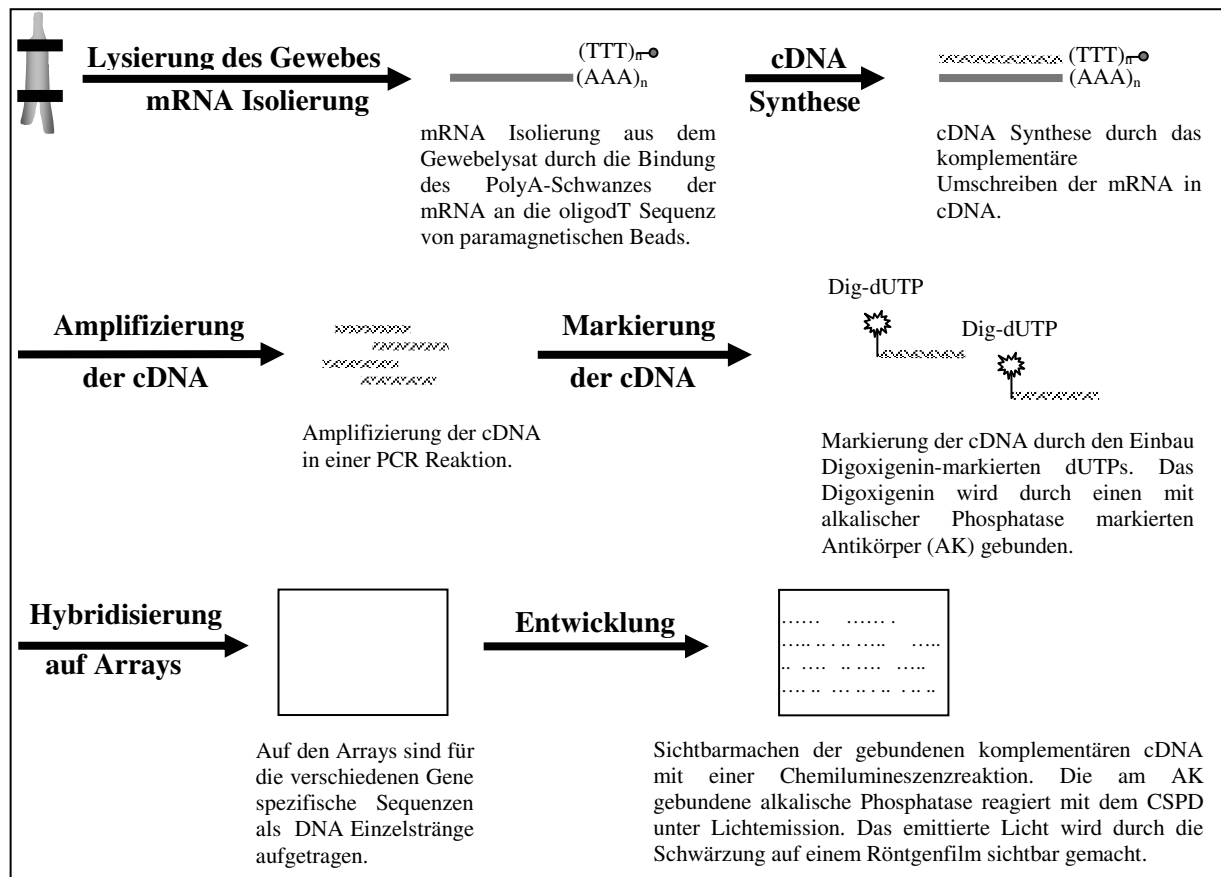 Lysierung des Gewebes
mRNA Isolierung
(TTT)n
(AAA)n
cDNA
Synthese
(TTT)n
(AAA)n
mRNA Isolierung aus dem
Gewebelysat durch die Bindung
des PolyA-Schwanzes der
mRNA an die oligodT Sequenz
von paramagnetischen Beads.
cDNA Synthese durch das
komplementäre
Umschreiben der mRNA in
cDNA.
Amplifizierung
der cDNA
Amplifizierung der cDNA
in einer PCR Reaktion.
Markierung
der cDNA
Dig-dUTP
Dig-dUTP
Markierung der cDNA durch den Einbau
Digoxigenin-markierten dUTPs. Das
Digoxigenin wird durch einen mit
alkalischer Phosphatase markierten
Antikörper (AK) gebunden.
Hybridisierung
auf Arrays
Auf den Arrays sind für
die verschiedenen Gene
spezifische Sequenzen
als DNA Einzelstränge
aufgetragen.
Entwicklung
Sichtbarmachen der gebundenen komplementären cDNA
mit einer Chemilumineszenzreaktion. Die am AK
gebundene alkalische Phosphatase reagiert mit dem CSPD
unter Lichtemission. Das emittierte Licht wird durch die
Schwärzung auf einem Röntgenfilm sichtbar gemacht.